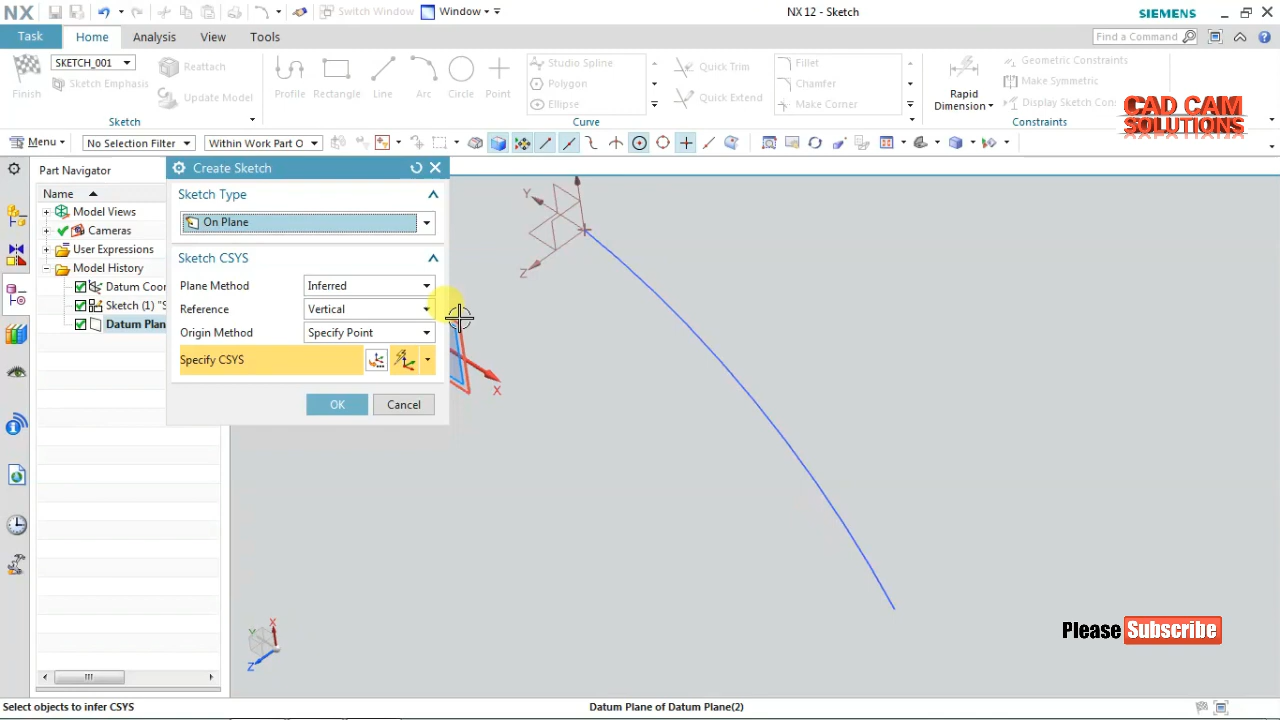 NX
Switch Window
Window
NX 12 - Sketch
SIEMENS
Task
Home
Analysis
View
Tools
Find a Command
SKETCH_001
Reattach
Finish
Sketch Emphasis
Update Model
Sketch
Profile
Rectangle
Line
Arc
Circle
Point
Studio Spline
Polygon
Ellipse
Curve
Quick Trim
Quick Extend
Fillet
Chamfer
Make Corner
Rapid
Dimension
Geometric Constraints
Make Symmetric
Display Sketch Con
Constraints
CAD CAM
SOLUTIONS
Menu
No Selection Filter
Within Work Part O
Part Navigator
Name
Model Views
Cameras
User Expressions
Model History
Datum Coor
Sketch (1) "S
Datum Plan
Create Sketch
Sketch Type
On Plane
Sketch CSYS
Plane Method
Inferred
Reference
Vertical
Origin Method
Specify Point
Specify CSYS
OK
Cancel
Y
Z
X
X
Y
Z
Please Subscribe
Select objects to infer CSYS
Datum Plane of Datum Plane(2)